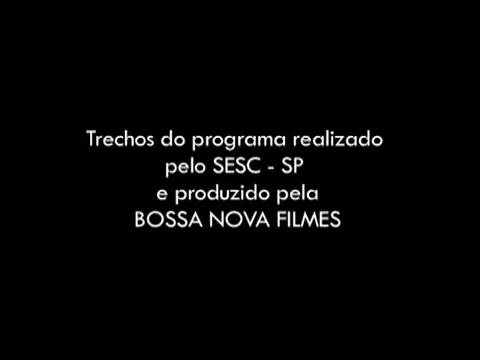 Trechos do programa realizado
pelo SESC - SP
e produzido pela
BOSSA NOVA FILMES